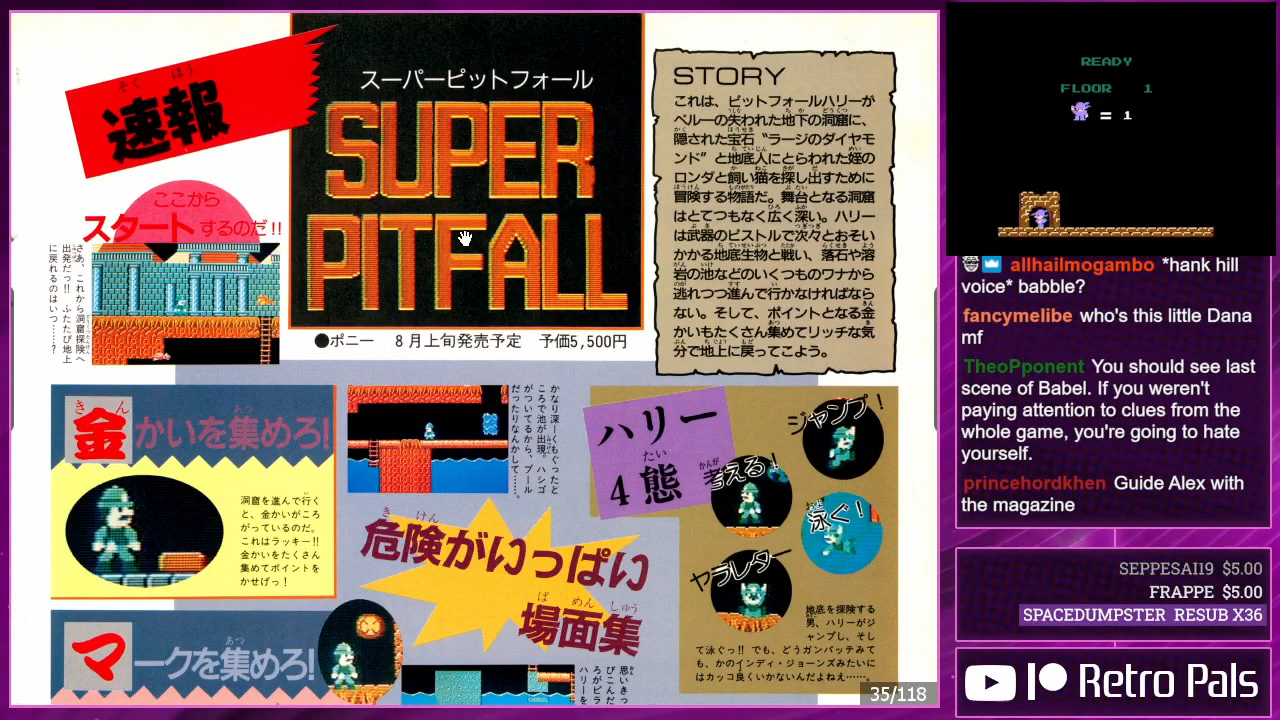 そくほう
速報
スーパーピットフォール
SUPER
PITFALL
●ポニー 8月上旬発売予定 予価5,500円
ここから
スタートするのだ!!
さあ、これから洞窟探険へ
出発だっ!! ふたたび地上
に戻れるのはいつ……?
STORY
これは、ピットフォールハリーが
ペルーの失われた地下の洞窟に、
隠された宝石〝ラージのダイヤモ
ンド〟と地底人にとらわれた姪の
ロンダと飼い猫を探し出すために
冒険する物語だ。舞台となる洞窟
はとてつもなく広く深い。ハリー
は武器のピストルで次々とおそい
かかる地底生物と戦い、落石や溶
岩の池などのいくつものワナから
逃れつつ進んで行かなければなら
ない。そして、ポイントとなる金
かいもたくさん集めてリッチな気
分で地上に戻ってこよう。
金かいを集めろ!
洞窟を進んで行く
と、金かいがころ
がっているのだ。
これはラッキー!!
金かいをたくさん
集めてポイントを
かせげっ!
かなり深ーくもぐったと
ころで池が出現。ハシゴ
がついてるから、プール
だったりなんかして……。
危険がいっぱい
場面集
ハリー
4態
ジャンプ!
考える!
泳ぐ!
ヤラレター
地底を探険する
男、ハリーがジ
ャンプし、そし
て泳ぐっ!! でも、どうガンバッテみて
も、かのインディ・ジョーンズみたいに
はカッコ良くいかないんだよねえ……。
マークを集めろ!
思いきっ
びこんだ
ろがピラ
ハリーを
35/118
READY
FLOOR 1
= 1
allhailmogambo *hank hill
voice* babble?
fancymelibe who's this little Dana
mf
TheoPponent You should see last
scene of Babel. If you weren't
paying attention to clues from the
whole game, you're going to hate
yourself.
princehordkhen Guide Alex with
the magazine
SEPPESAI19 $5.00
FRAPPE $5.00
SPACEDUMPSTER RESUB X36
Retro Pals